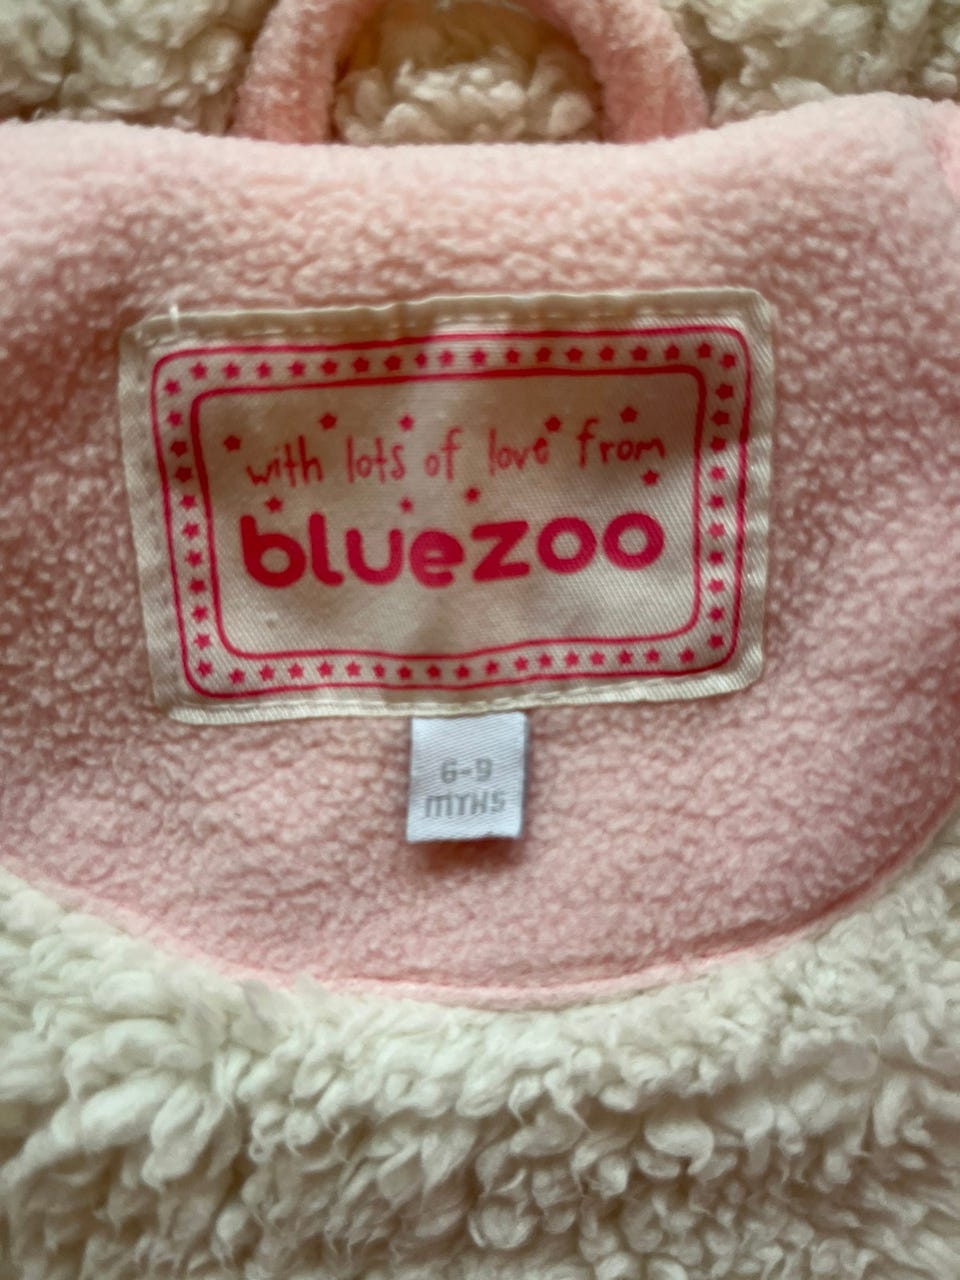 with lots of love from
bluezoo
6-9
MTHS